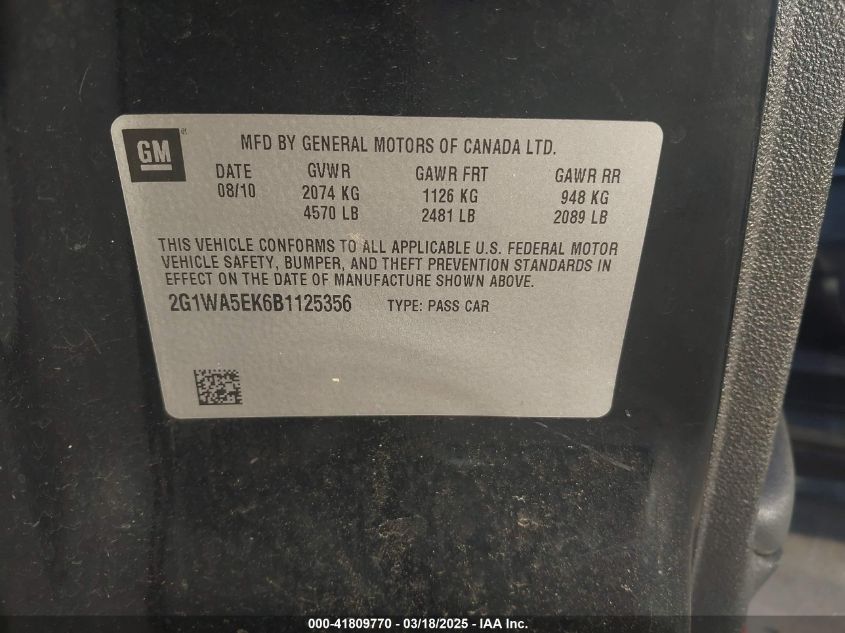 GM
MFD BY GENERAL MOTORS OF CANADA LTD.
DATE GVWR GAWR FRT GAWR RR
08/10 2074 KG 1126 KG 948 KG
4570 LB 2481 LB 2089 LB
THIS VEHICLE CONFORMS TO ALL APPLICABLE U.S. FEDERAL MOTOR
VEHICLE SAFETY, BUMPER, AND THEFT PREVENTION STANDARDS IN
EFFECT ON THE DATE OF MANUFACTURE SHOWN ABOVE.
2G1WA5EK6B1125356 TYPE: PASS CAR
000-41809770 - 03/18/2025 - IAA Inc.